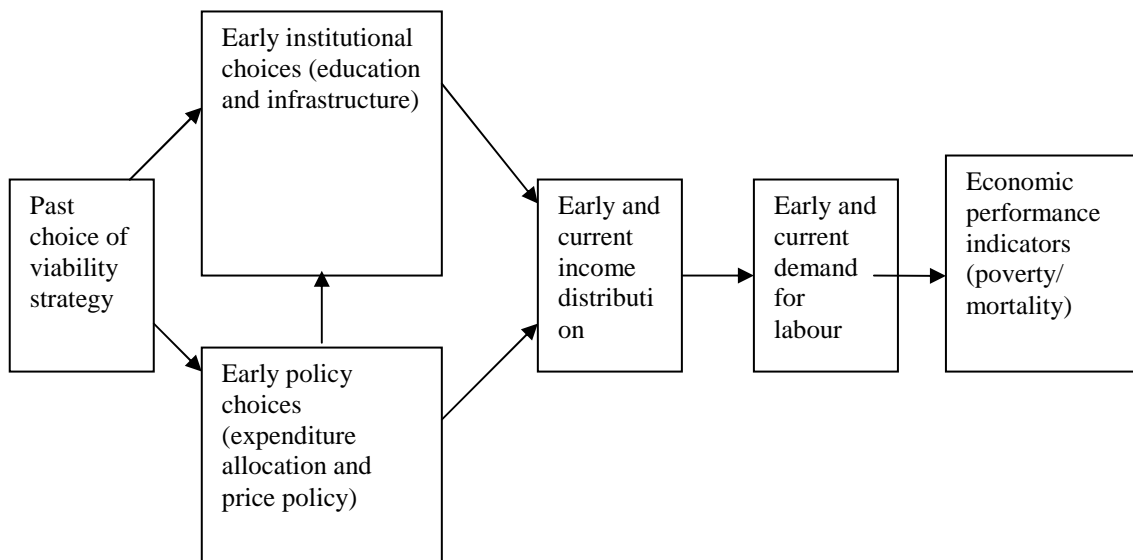 Early institutional
choices (education
and infrastructure)
Past
choice of
viability
strategy
Early policy
choices
(expenditure
allocation and
price policy)
Early and
current
income
distributi
on
Early and
current
demand
for
labour
Economic
performance
indicators
(poverty/
mortality)